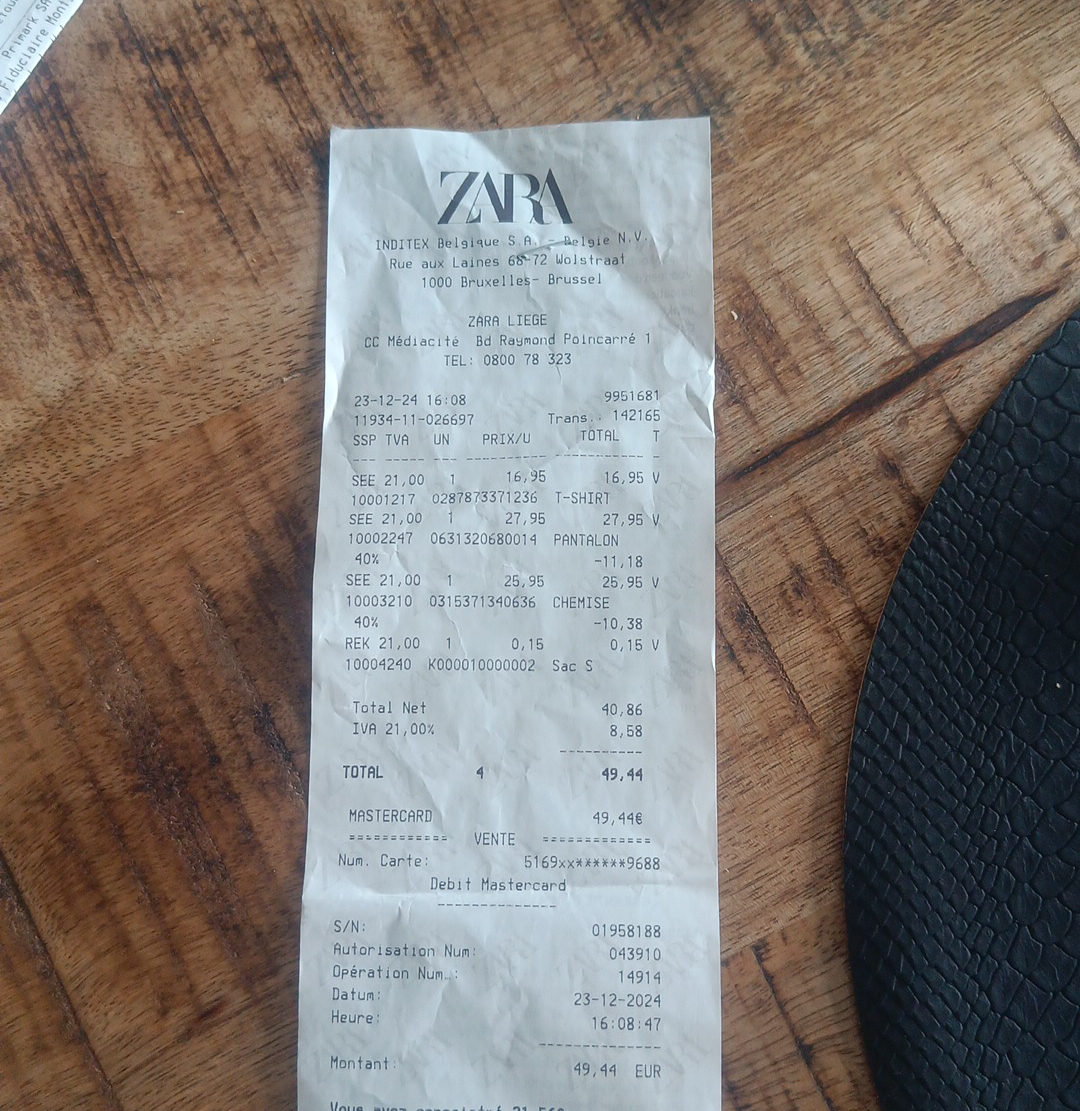 Primark SA
Fiduciaire Mont
ZARA
INDITEX Belgique S.A. - Belgie N.V.
Rue aux Laines 68-72 Wolstraat
1000 Bruxelles- Brussel
ZARA LIEGE
CC Médiacité Bd Raymond Poincarré 1
TEL: 0800 78 323
23-12-24 16:08 9951681
11934-11-026697 Trans.: 142165
SSP TVA UN PRIX/U TOTAL T
--- --- -- -------- --------- -
SEE 21,00 1 16,95 16,95 V
10001217 0287873371236 T-SHIRT
SEE 21,00 1 27,95 27,95 V
10002247 0631320680014 PANTALON
40% -11,18
SEE 21,00 1 25,95 25,95 V
10003210 0315371340636 CHEMISE
40% -10,38
REK 21,00 1 0,15 0,15 V
10004240 K000010000002 Sac S
Total Net 40,86
IVA 21,00% 8,58
---------
TOTAL 4 49,44
MASTERCARD 49,44€
=========== VENTE ============
Num. Carte: 5169xx******9688
Debit Mastercard
--------------
S/N: 01958188
Autorisation Num: 043910
Opération Num.: 14914
Datum: 23-12-2024
Heure: 16:08:47
--------------
Montant: 49,44 EUR
Vous avez